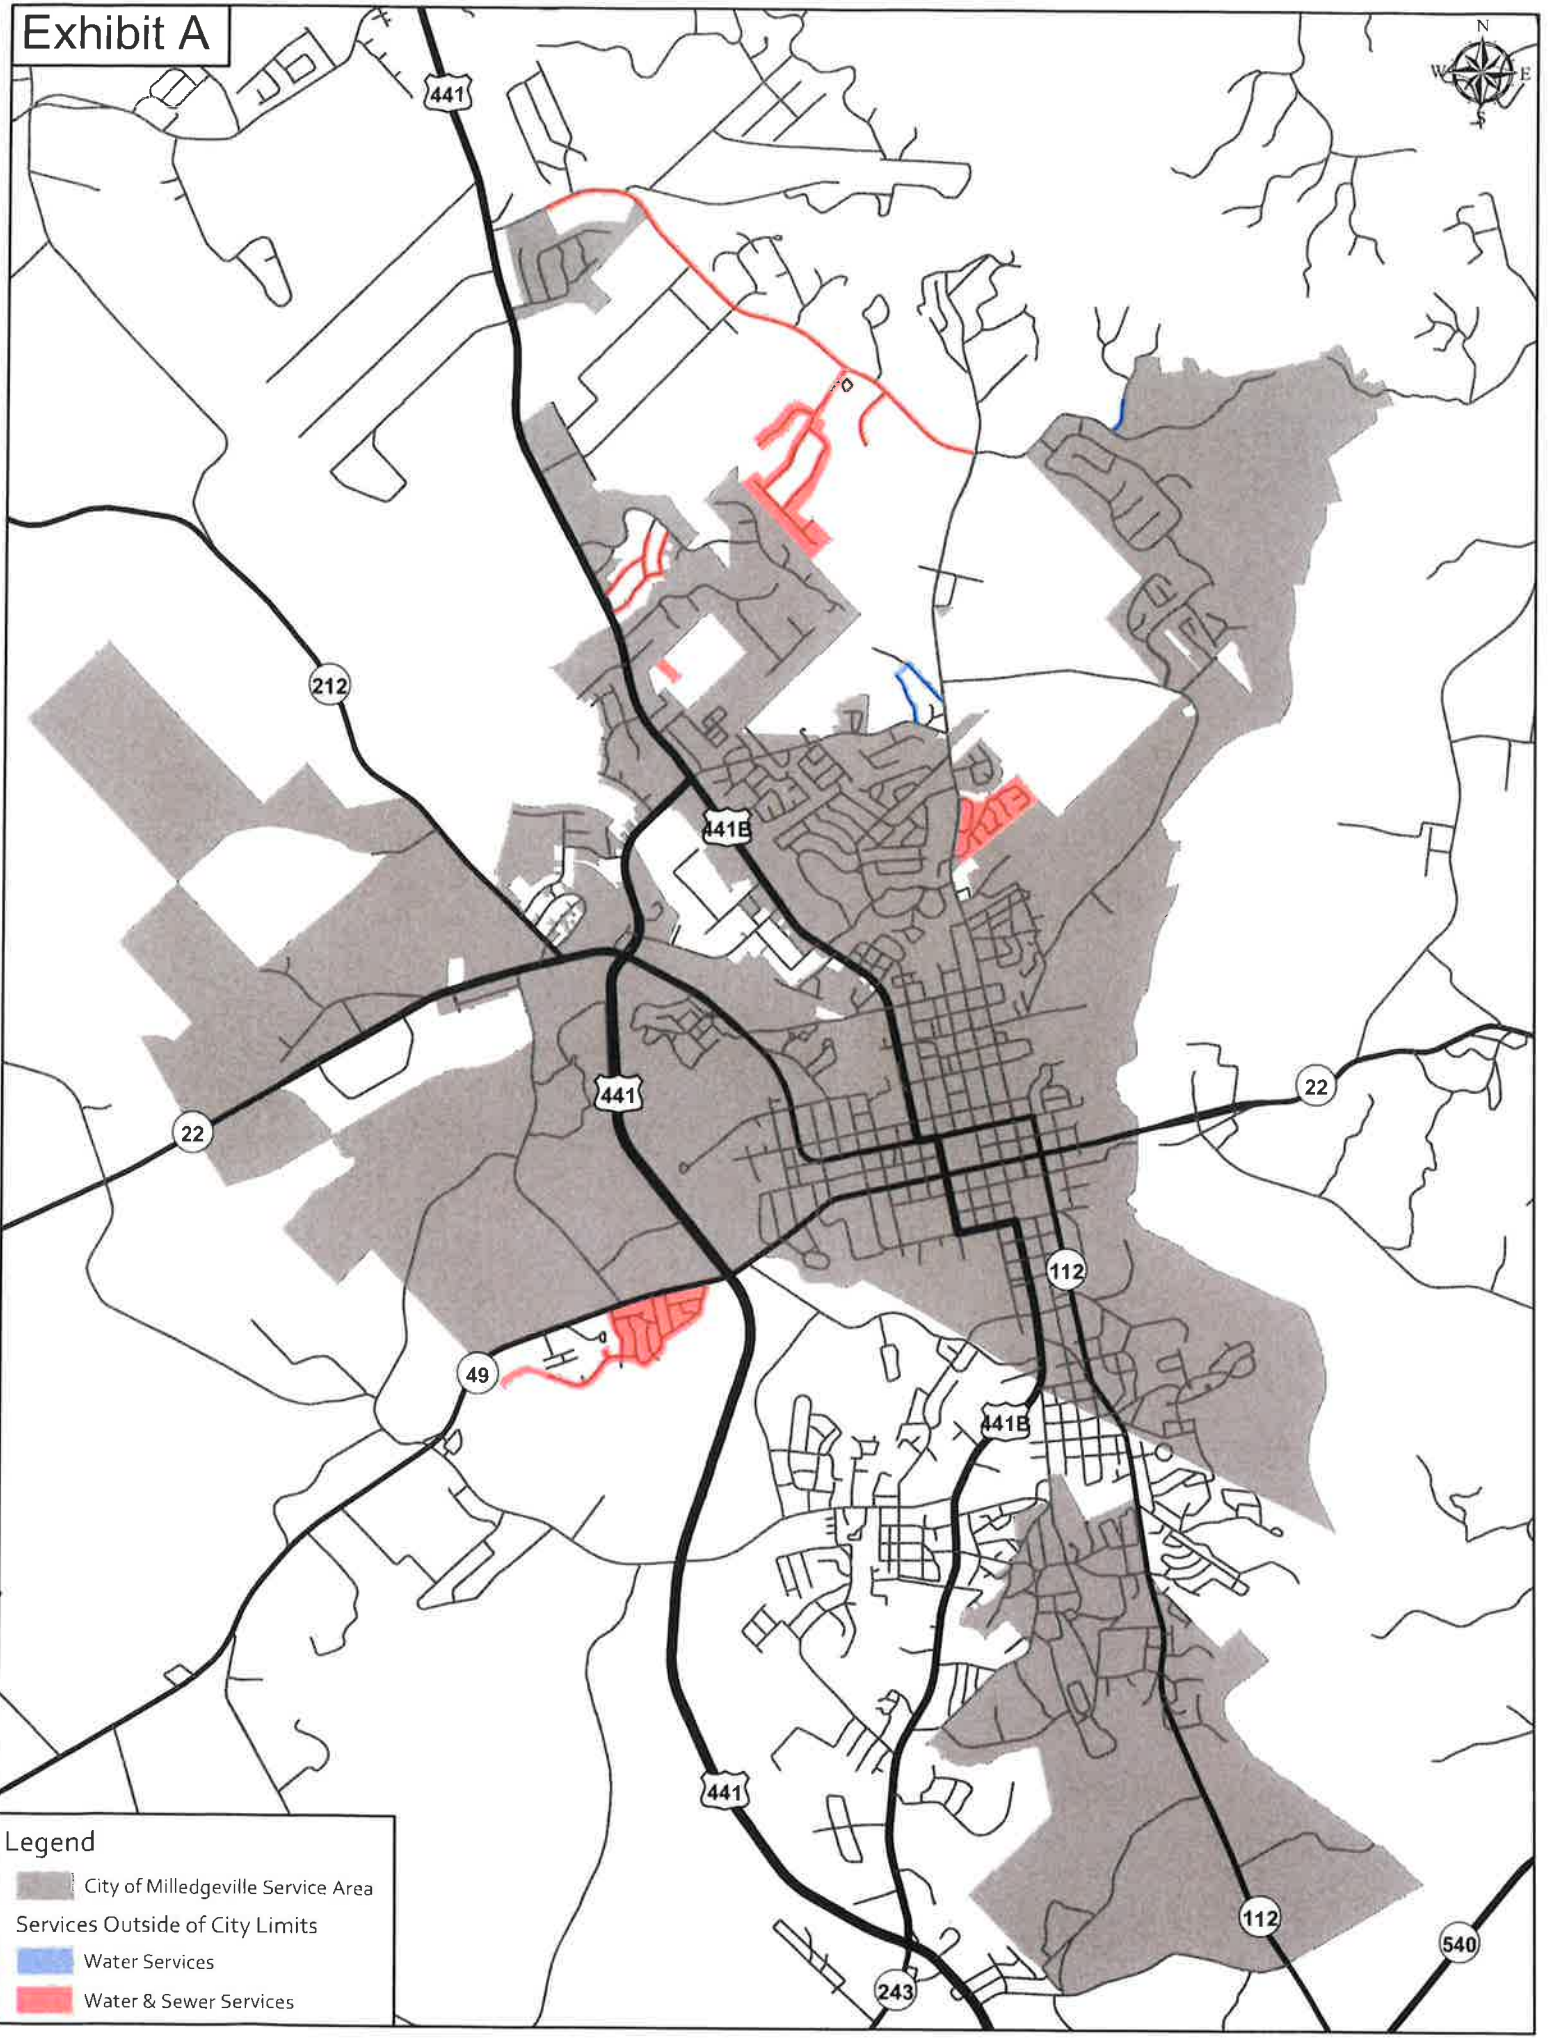 Exhibit A
N
W
E
S
441
212
441B
22
441
22
112
49
441B
441
112
540
243
Legend
City of Milledgeville Service Area
Services Outside of City Limits
Water Services
Water & Sewer Services